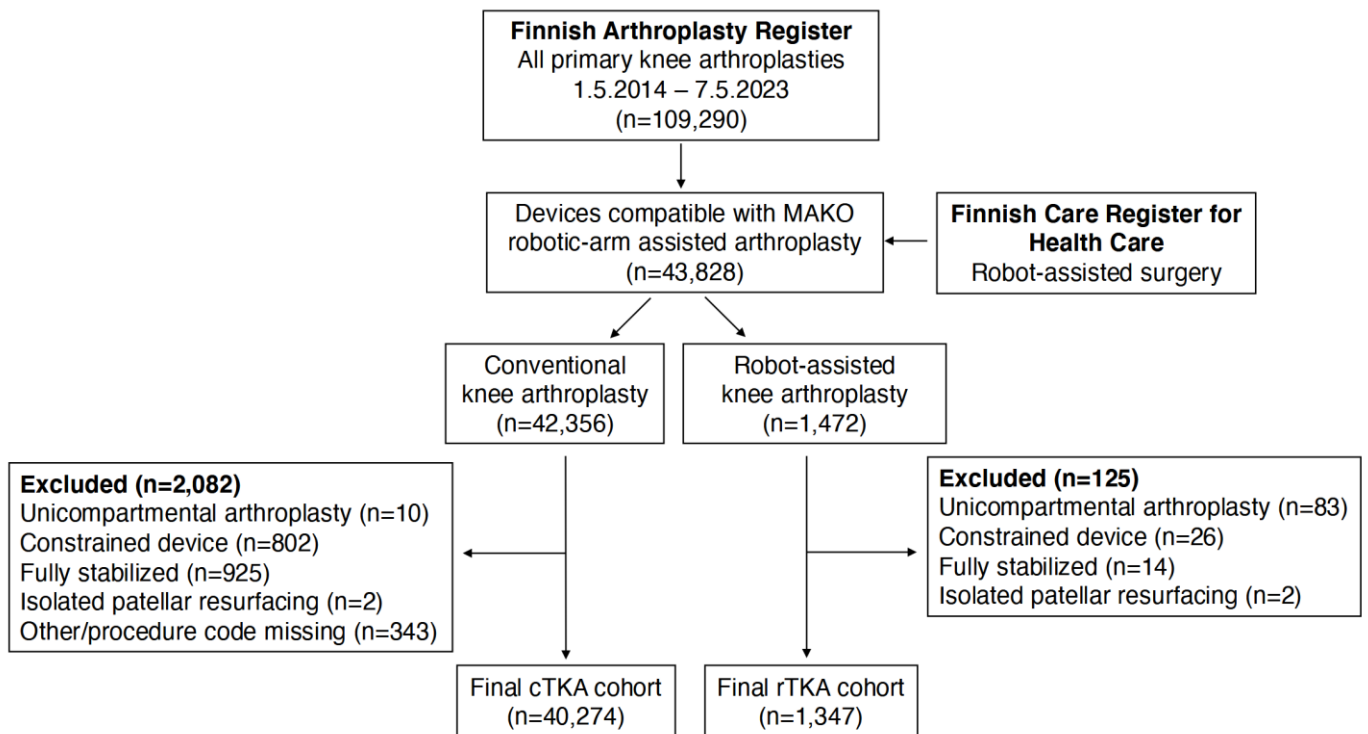 Finnish Arthroplasty Register
All primary knee arthroplasties
1.5.2014 – 7.5.2023
(n=109,290)
Devices compatible with MAKO
robotic-arm assisted arthroplasty
(n=43,828)
Finnish Care Register for
Health Care
Robot-assisted surgery
Conventional
knee arthroplasty
(n=42,356)
Robot-assisted
knee arthroplasty
(n=1,472)
Excluded (n=2,082)
Unicompartmental arthroplasty (n=10)
Constrained device (n=802)
Fully stabilized (n=925)
Isolated patellar resurfacing (n=2)
Other/procedure code missing (n=343)
Excluded (n=125)
Unicompartmental arthroplasty (n=83)
Constrained device (n=26)
Fully stabilized (n=14)
Isolated patellar resurfacing (n=2)
Final cTKA cohort
(n=40,274)
Final rTKA cohort
(n=1,347)